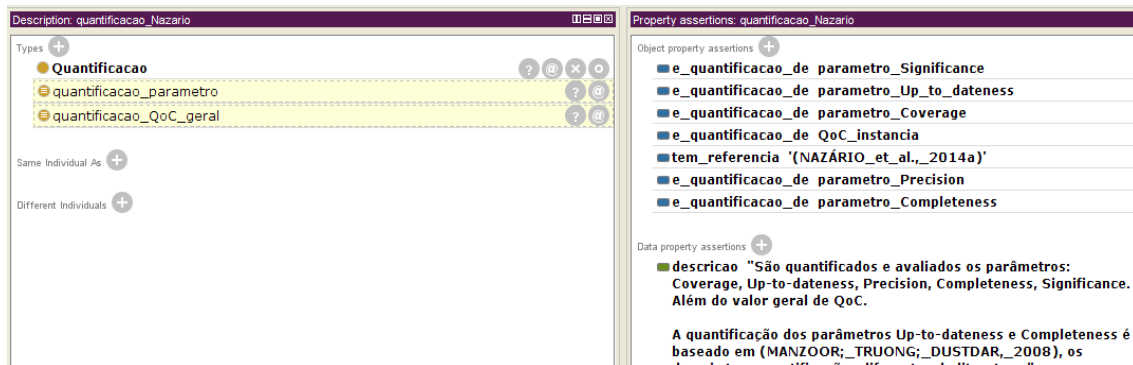 Description: quantificacao_Nazario
Types
Quantificacao
quantificacao_parametro
quantificacao_QoC_geral
Same Individual As
Different Individuals
Property assertions: quantificacao_Nazario
Object property assertions
e_quantificacao_de parametro_Significance
e_quantificacao_de parametro_Up_to_dateness
e_quantificacao_de parametro_Coverage
e_quantificacao_de QoC_instancia
tem_referencia '(NAZÁRIO_et_al.,_2014a)'
e_quantificacao_de parametro_Precision
e_quantificacao_de parametro_Completeness
Data property assertions
descricao "São quantificados e avaliados os parâmetros:
Coverage, Up-to-dateness, Precision, Completeness, Significance.
Além do valor geral de QoC.
A quantificação dos parâmetros Up-to-dateness e Completeness é
baseado em (MANZOOR;_TRUONG;_DUSTDAR,_2008), os